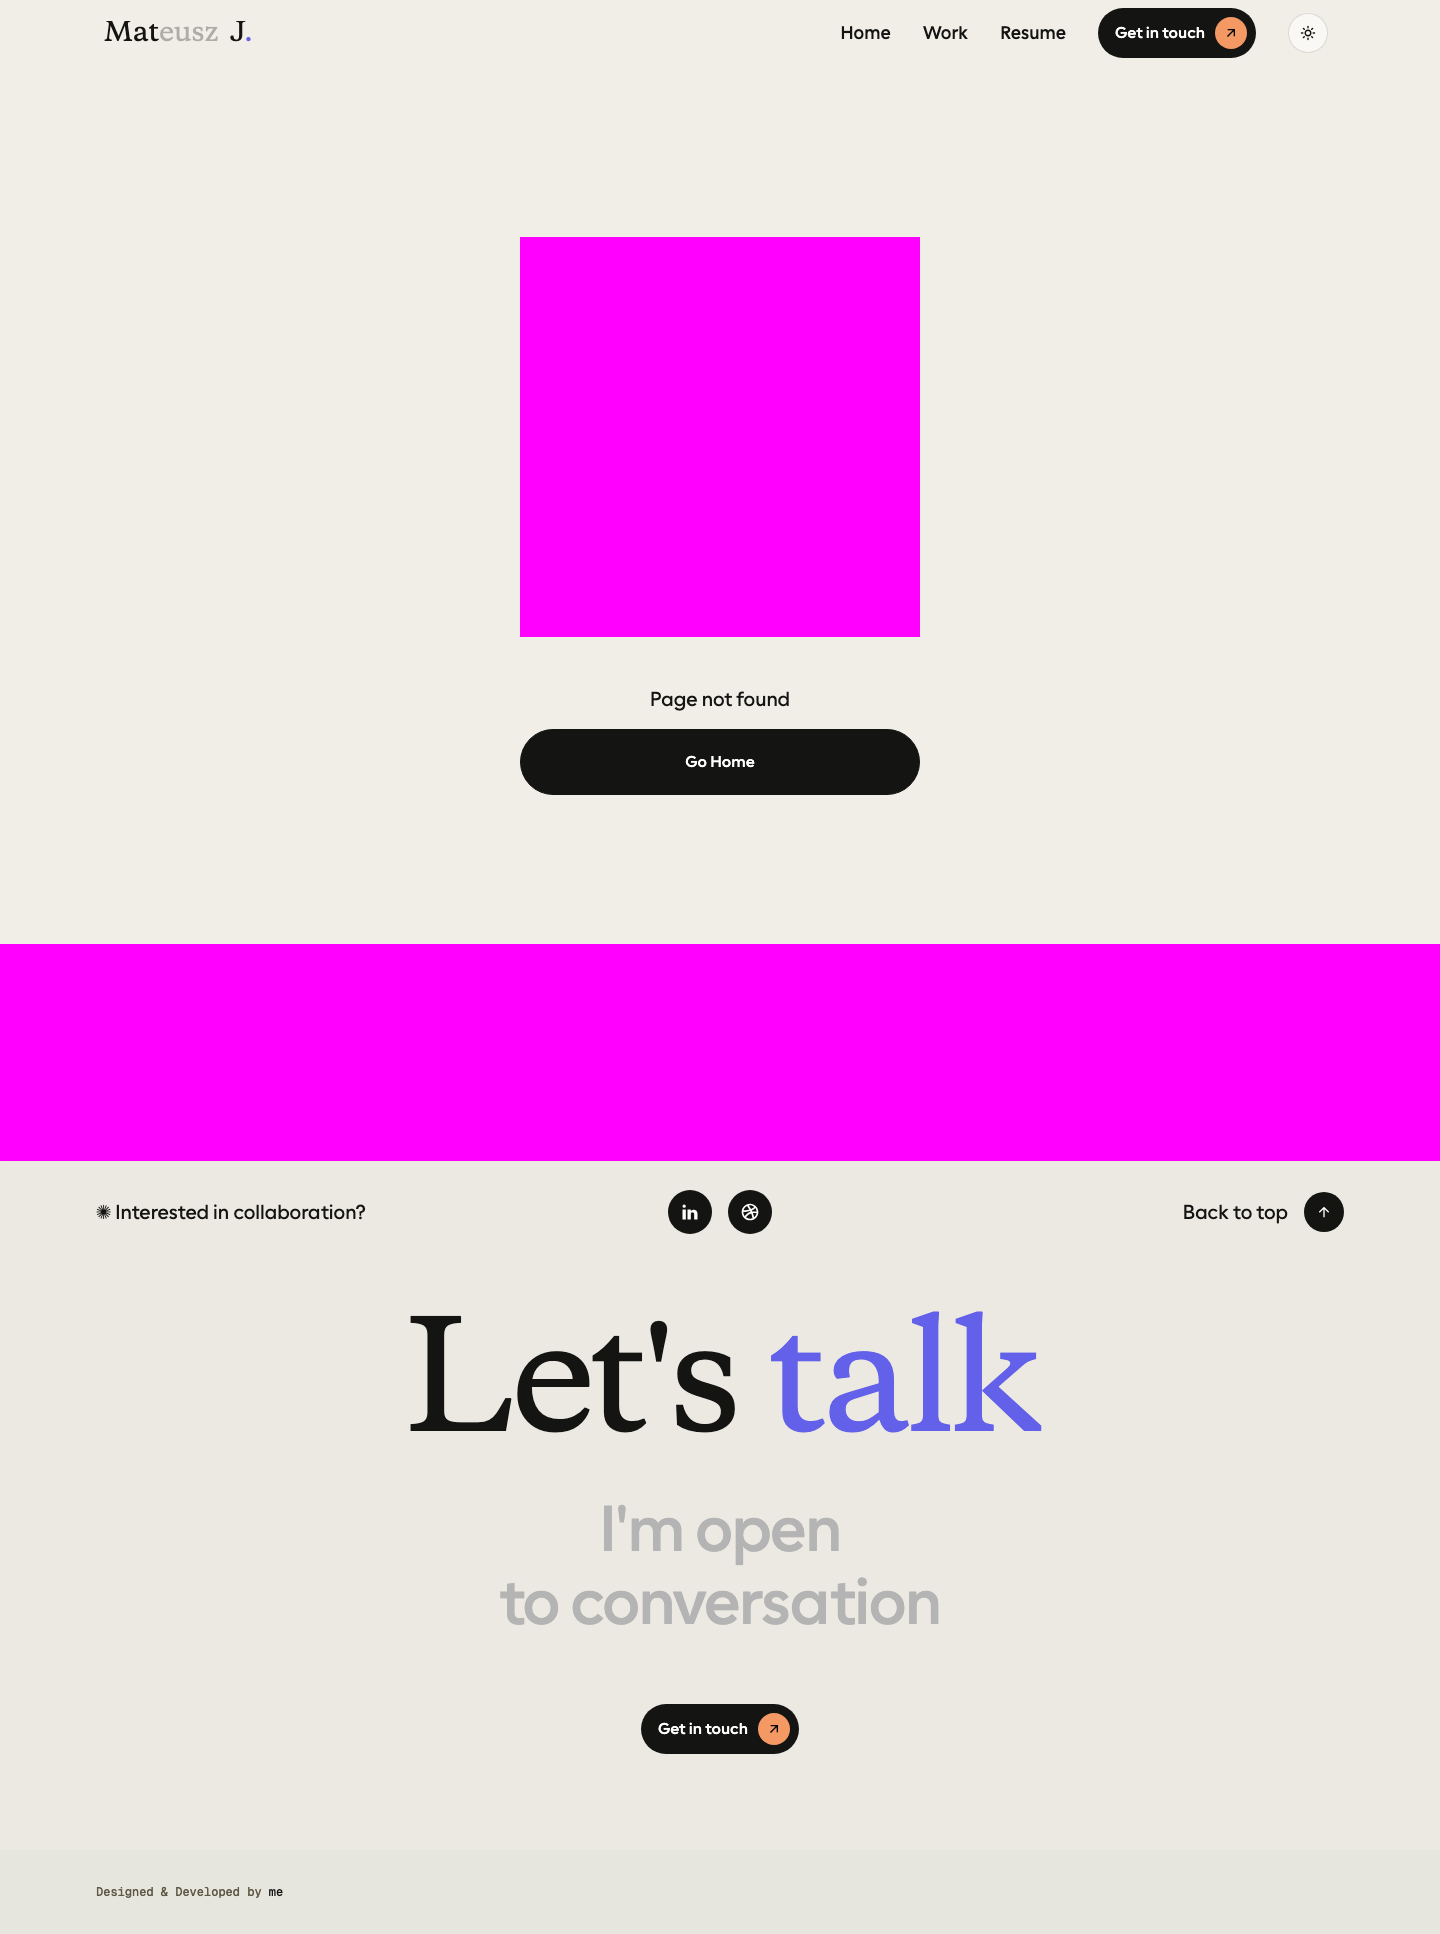 Mateusz J.
Home Work Resume Get in touch
Page not found
Go Home
✺ Interested in collaboration?
in
Back to top
Let's talk
I'm open
to conversation
Get in touch
Designed & Developed by me